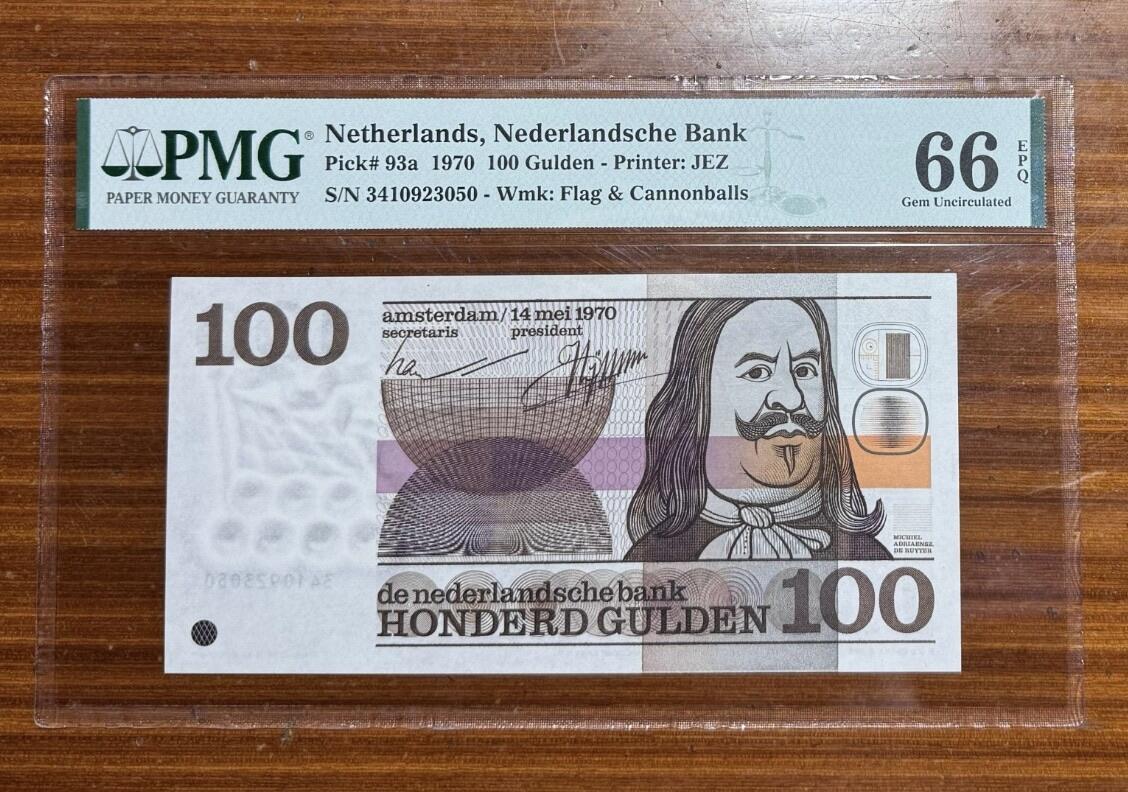 PMG®
PAPER MONEY GUARANTY
Netherlands, Nederlandsche Bank
Pick# 93a 1970 100 Gulden - Printer: JEZ
S/N 3410923050 - Wmk: Flag & Cannonballs
66
EPQ
Gem Uncirculated
100
amsterdam/14 mei 1970
secretaris president
MICHIEL
ADRIAENSZ.
DE RUYTER
3410923050
de nederlandsche bank
HONDERD GULDEN 100